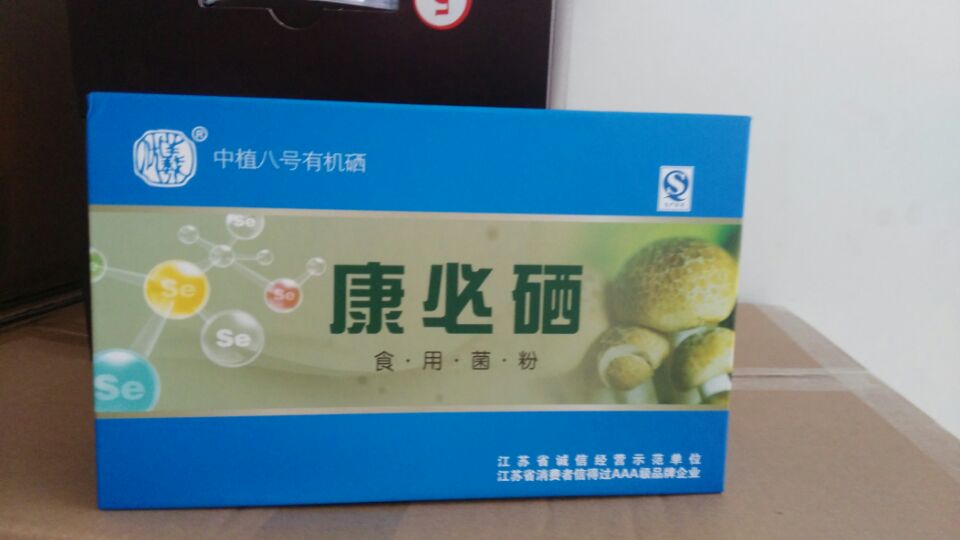 ®
中植八号有机硒
Se
Se
Se
Se
Se
康必硒
食·用·菌·粉
江苏省诚信经营示范单位
江苏省消费者信得过AAA级品牌企业